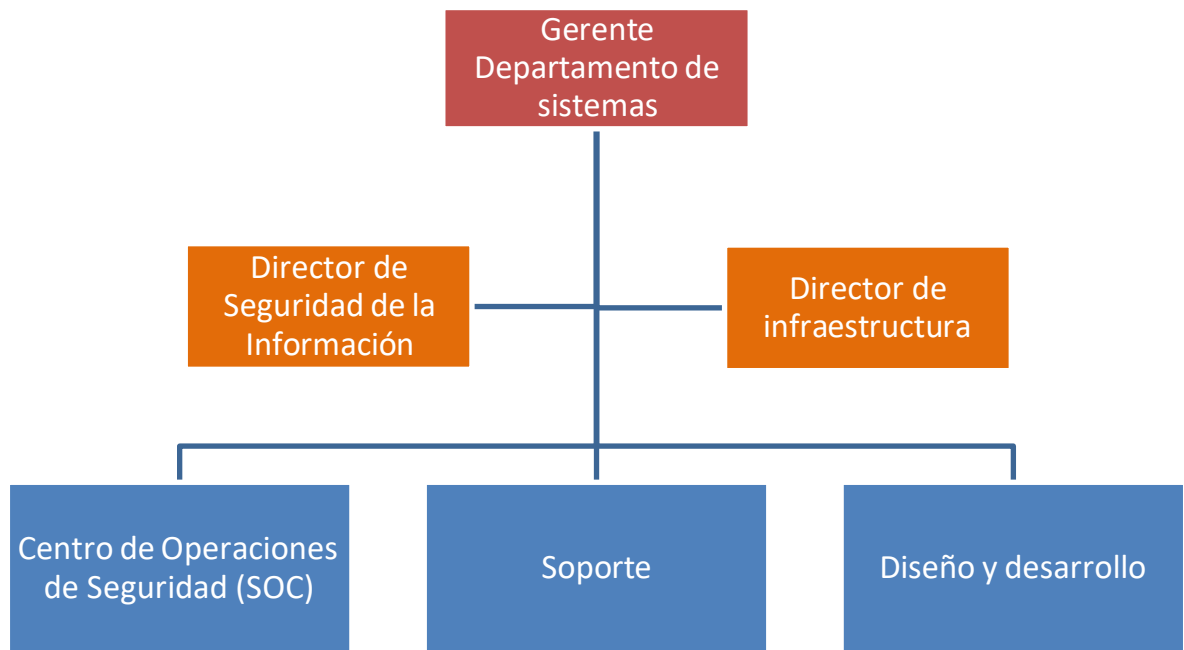 Gerente
Departamento de
sistemas
Director de
Seguridad de la
Información
Director de
infraestructura
Centro de Operaciones
de Seguridad (SOC)
Soporte
Diseño y desarrollo